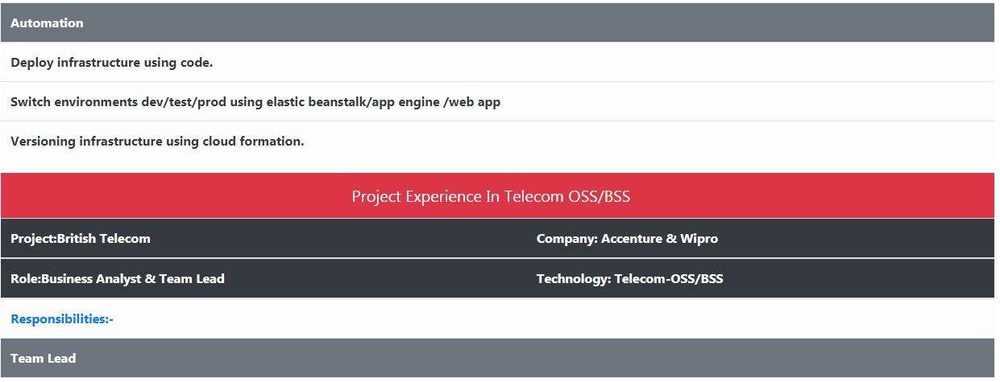 Automation
Deploy infrastructure using code.
Switch environments dev/test/prod using elastic beanstalk/app engine /web app
Versioning infrastructure using cloud formation.
Project Experience In Telecom OSS/BSS
Project:British Telecom
Company: Accenture & Wipro
Role:Business Analyst & Team Lead
Technology: Telecom-OSS/BSS
Responsibilities:-
Team Lead